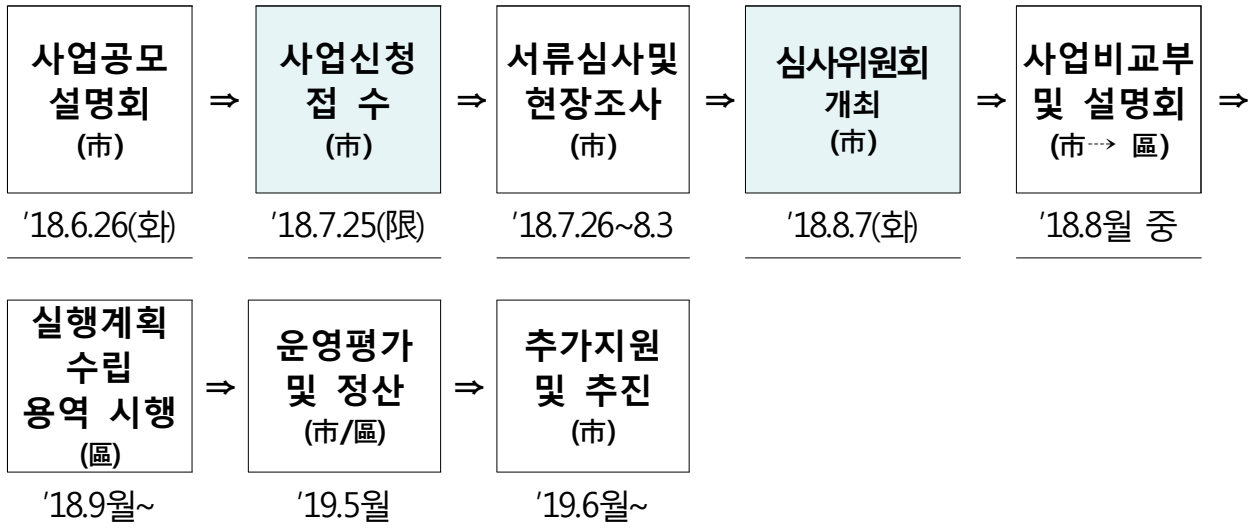 사업공모
설명회
(市)
⇒
사업신청
접 수
(市)
⇒
서류심사및
현장조사
(市)
⇒
심사위원회
개최
(市)
⇒
사업비교부
및 설명회
(市⤏ 區)
⇒
'18.6.26(화)
'18.7.25(限)
'18.7.26~8.3
'18.8.7(화)
'18.8월 중
실행계획
수립
용역 시행
(區)
⇒
운영평가
및 정산
(市/區)
⇒
추가지원
및 추진
(市)
'18.9월~
'19.5월
'19.6월~